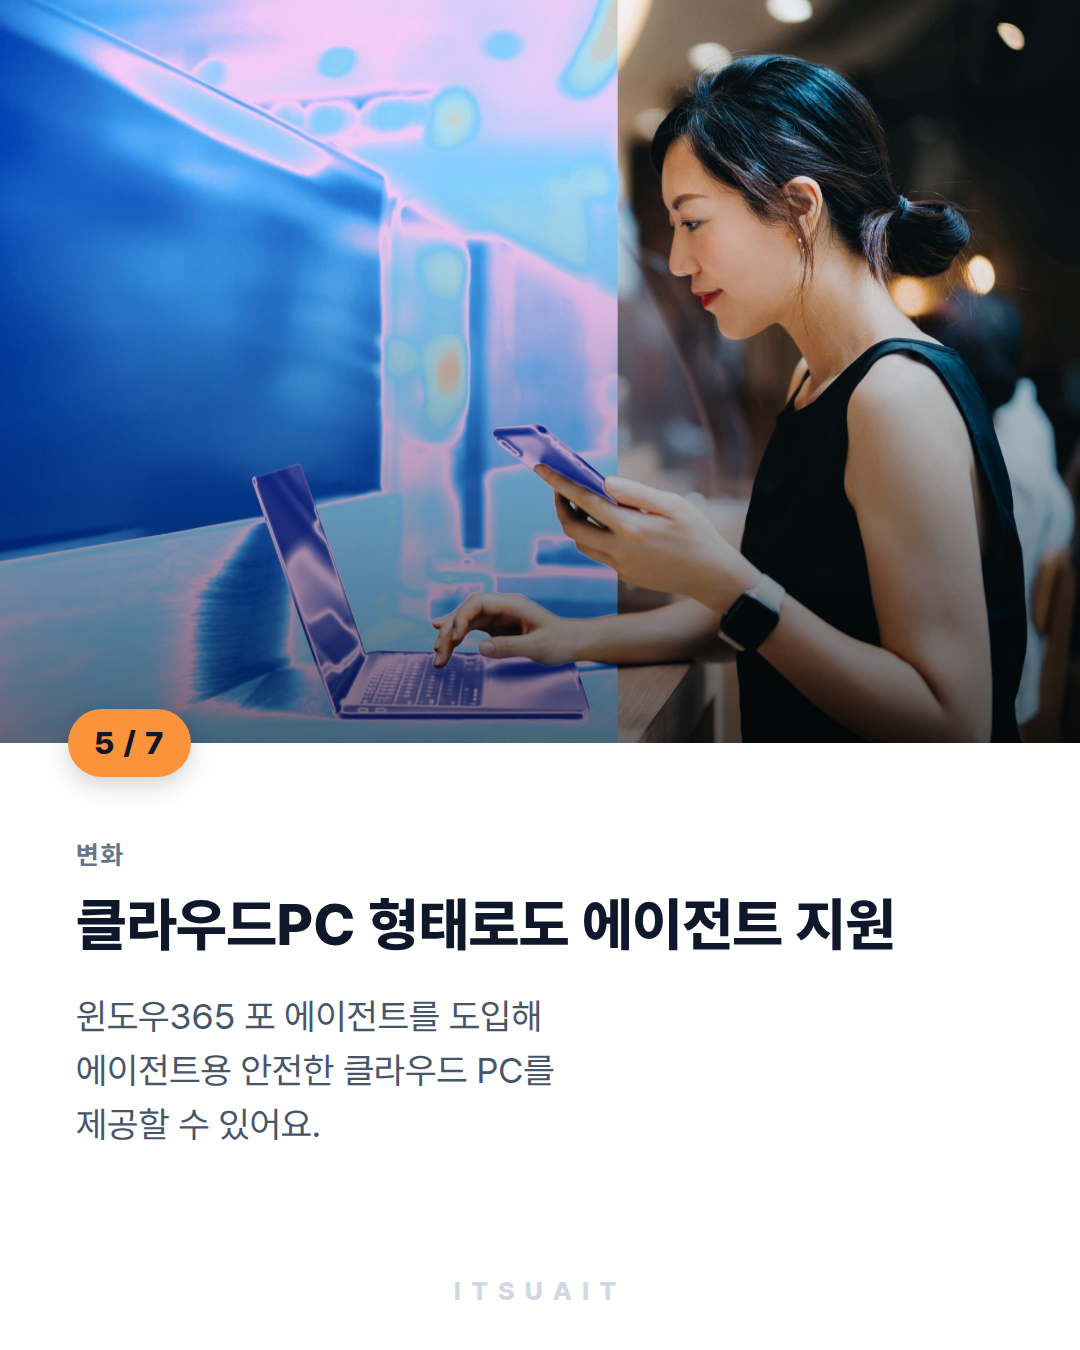 5 / 7
변화
클라우드PC 형태로도 에이전트 지원
윈도우365 포 에이전트를 도입해
에이전트용 안전한 클라우드 PC를
제공할 수 있어요.
ITSUAIT